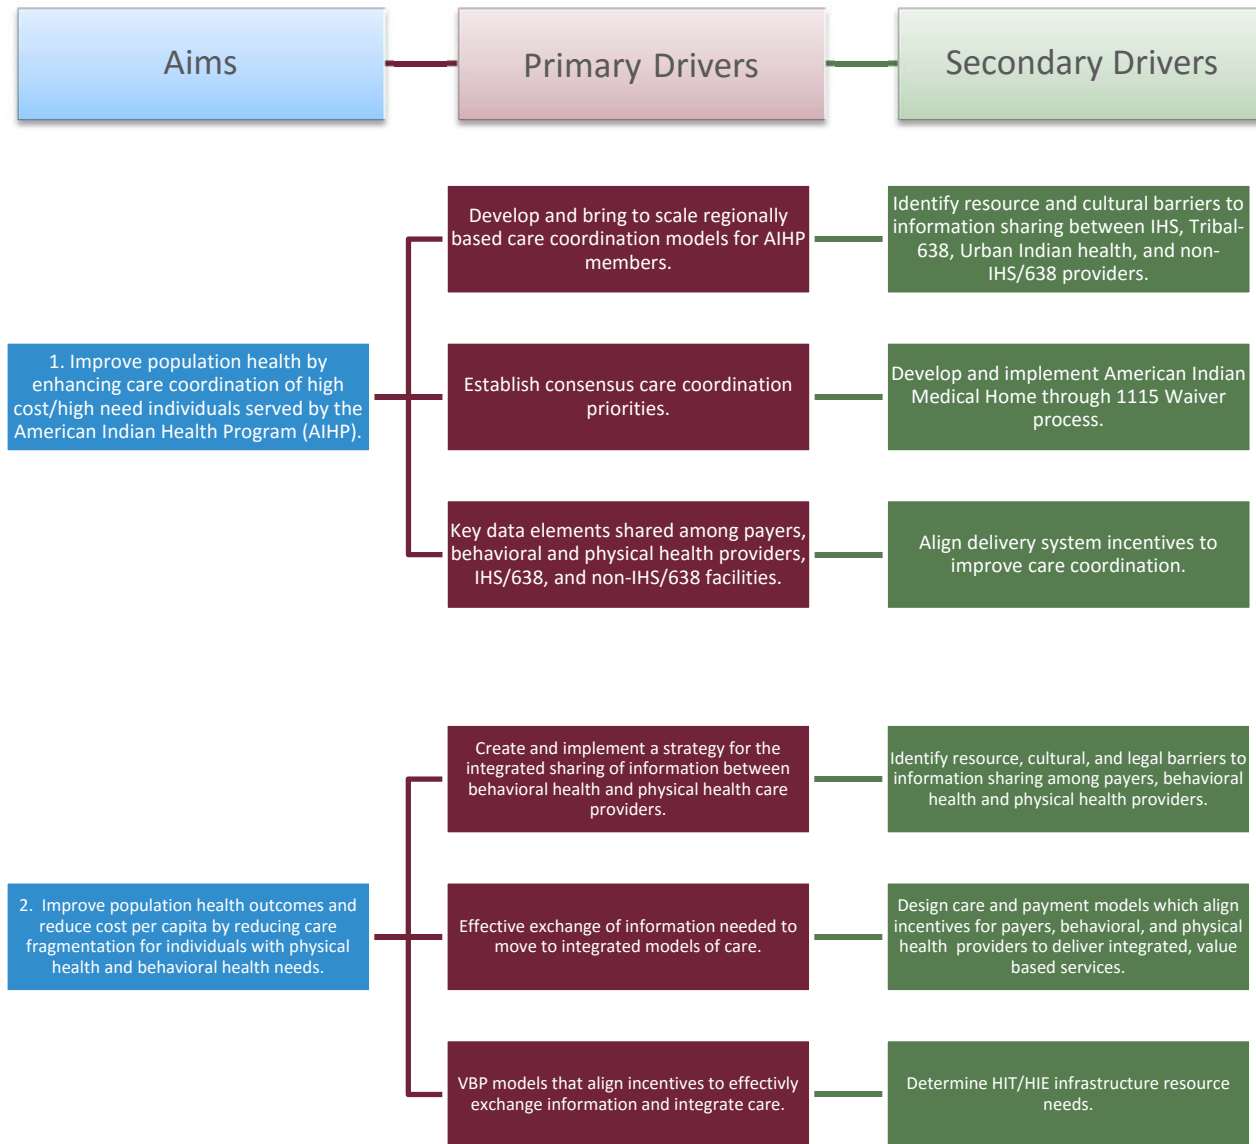 Aims
Primary Drivers
Secondary Drivers
1. Improve population health by
enhancing care coordination of high
cost/high need individuals served by the
American Indian Health Program (AIHP).
Develop and bring to scale regionally
based care coordination models for AIHP
members.
Identify resource and cultural barriers to
information sharing between IHS, Tribal-
638, Urban Indian health, and non-
IHS/638 providers.
Establish consensus care coordination
priorities.
Develop and implement American Indian
Medical Home through 1115 Waiver
process.
Key data elements shared among payers,
behavioral and physical health providers,
IHS/638, and non-IHS/638 facilities.
Align delivery system incentives to
improve care coordination.
2. Improve population health outcomes and
reduce cost per capita by reducing care
fragmentation for individuals with physical
health and behavioral health needs.
Create and implement a strategy for the
integrated sharing of information between
behavioral health and physical health care
providers.
Identify resource, cultural, and legal barriers to
information sharing among payers, behavioral
health and physical health providers.
Effective exchange of information needed to
move to integrated models of care.
Design care and payment models which align
incentives for payers, behavioral, and physical
health providers to deliver integrated, value
based services.
VBP models that align incentives to effectivly
exchange information and integrate care.
Determine HIT/HIE infrastructure resource
needs.